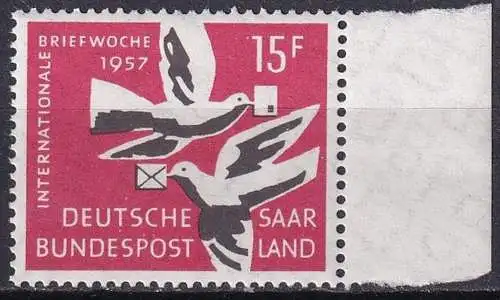 INTERNATIONALE
BRIEFWOCHE
1957
15F
DEUTSCHE SAAR
BUNDESPOST LAND